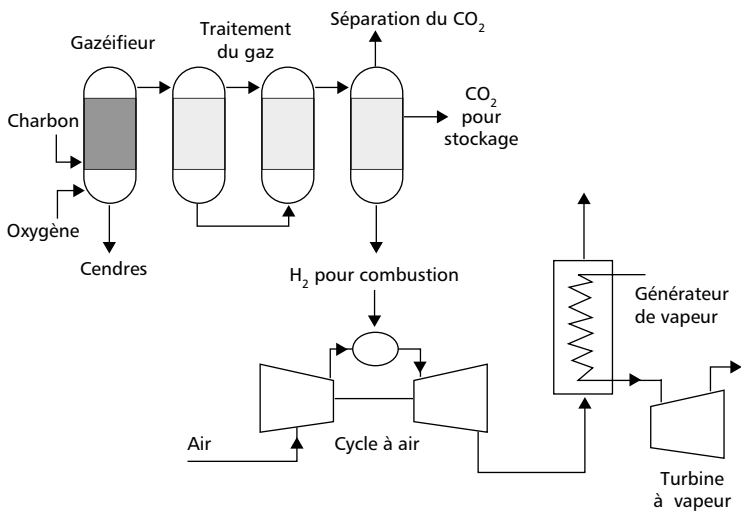 Séparation du CO₂
Gazéifieur
Traitement
du gaz
Charbon
CO₂
pour
stockage
Oxygène
Cendres
H₂ pour combustion
Générateur
de vapeur
Air
Cycle à air
Turbine
à vapeur